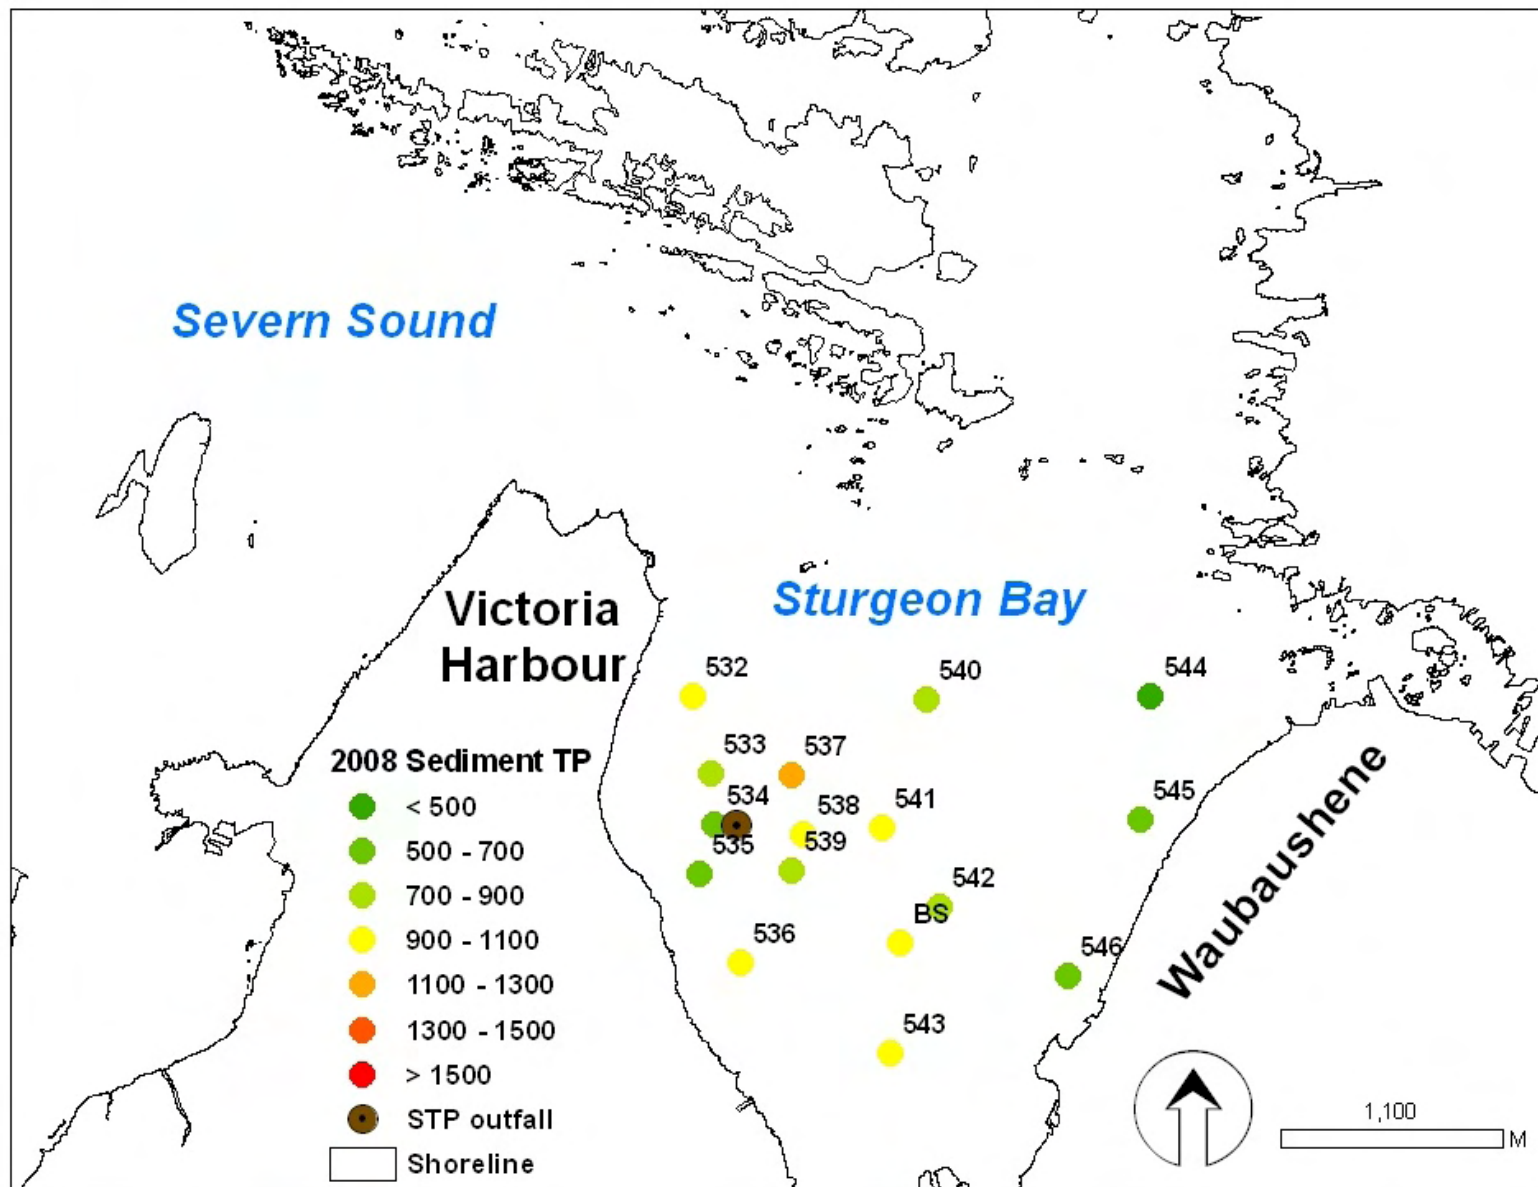 Severn Sound
Sturgeon Bay
Victoria
Harbour
532
540
544
533
537
534
538
541
545
535
539
542
BS
536
546
543
Waubaushene
2008 Sediment TP
< 500
500 - 700
700 - 900
900 - 1100
1100 - 1300
1300 - 1500
> 1500
STP outfall
Shoreline
1,100
M